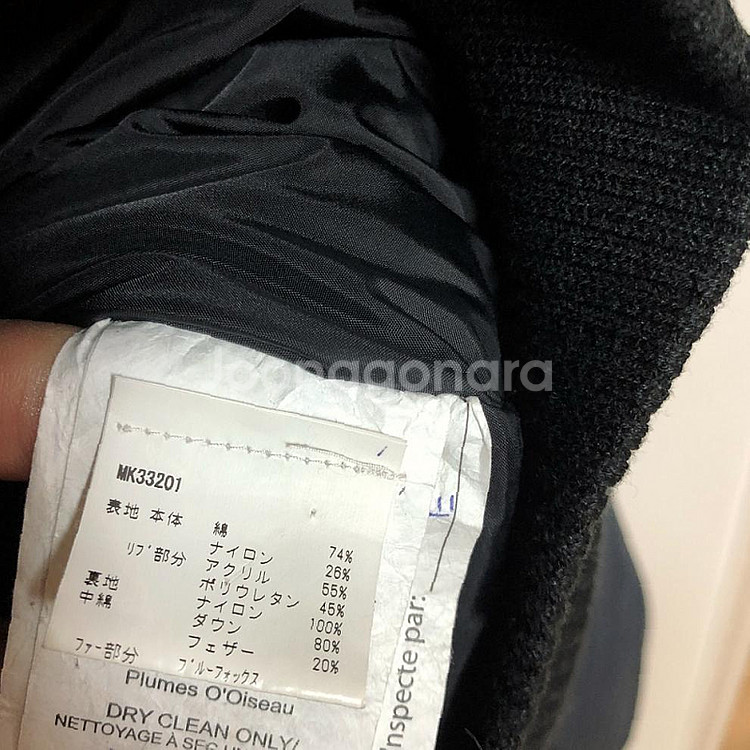 MK33201
表地 本体 綿 74%
ナイロン 26%
リブ部分 アクリル 55%
ポリウレタン 45%
裏地 ナイロン 100%
中綿 ダウン 80%
フェザー 20%
ファー部分 ブルーフォックス
Plumes O'Oiseau
DRY CLEAN ONLY/
NETTOYAGE À SEC
Inspecte par:
joonagonara